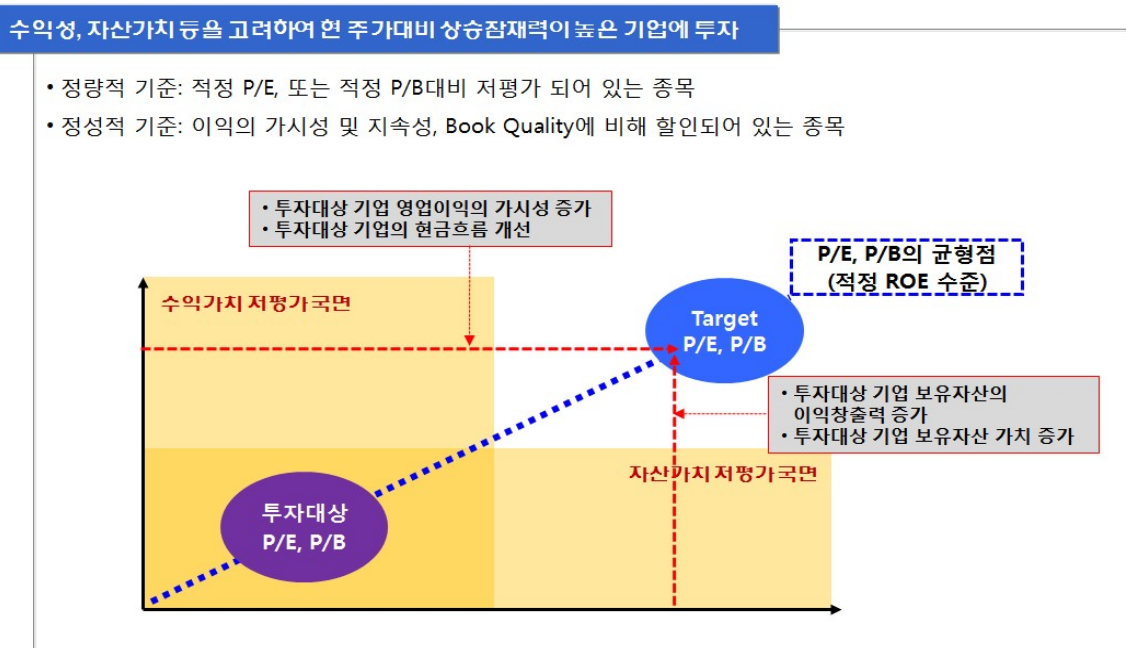 수익성, 자산가치 등을 고려하여 현 주가대비 상승잠재력이 높은 기업에 투자
• 정량적 기준: 적정 P/E, 또는 적정 P/B대비 저평가 되어 있는 종목
• 정성적 기준: 이익의 가시성 및 지속성, Book Quality에 비해 할인되어 있는 종목
• 투자대상 기업 영업이익의 가시성 증가
• 투자대상 기업의 현금흐름 개선
P/E, P/B의 균형점
(적정 ROE 수준)
수익가치 저평가 국면
Target
P/E, P/B
• 투자대상 기업 보유자산의
이익창출력 증가
• 투자대상 기업 보유자산 가치 증가
자산가치 저평가 국면
투자대상
P/E, P/B